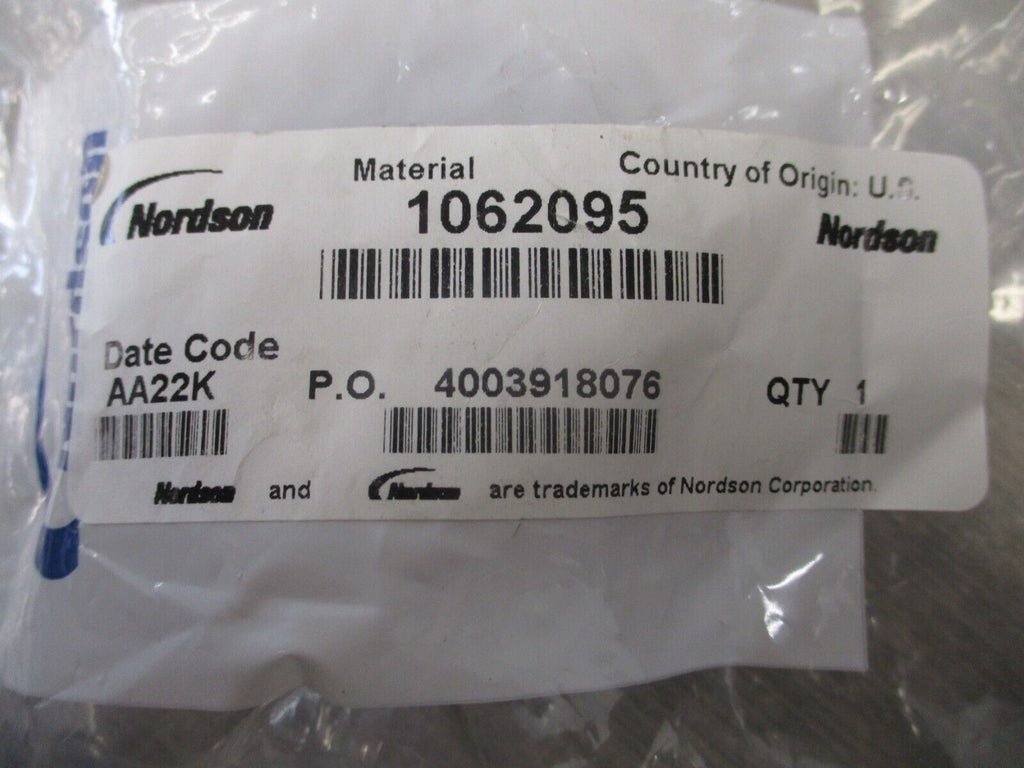 Material
Country of Origin: U.S.
Nordson
1062095
Nordson
Date Code
AA22K
P.O. 4003918076
QTY 1
Nordson and Nordson are trademarks of Nordson Corporation.